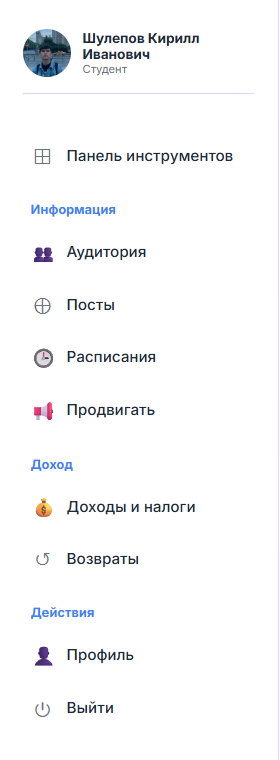 Шулепов Кирилл
Иванович
Студент
Панель инструментов
Информация
Аудитория
Посты
Расписания
Продвигать
Доход
Доходы и налоги
Возвраты
Действия
Профиль
Выйти